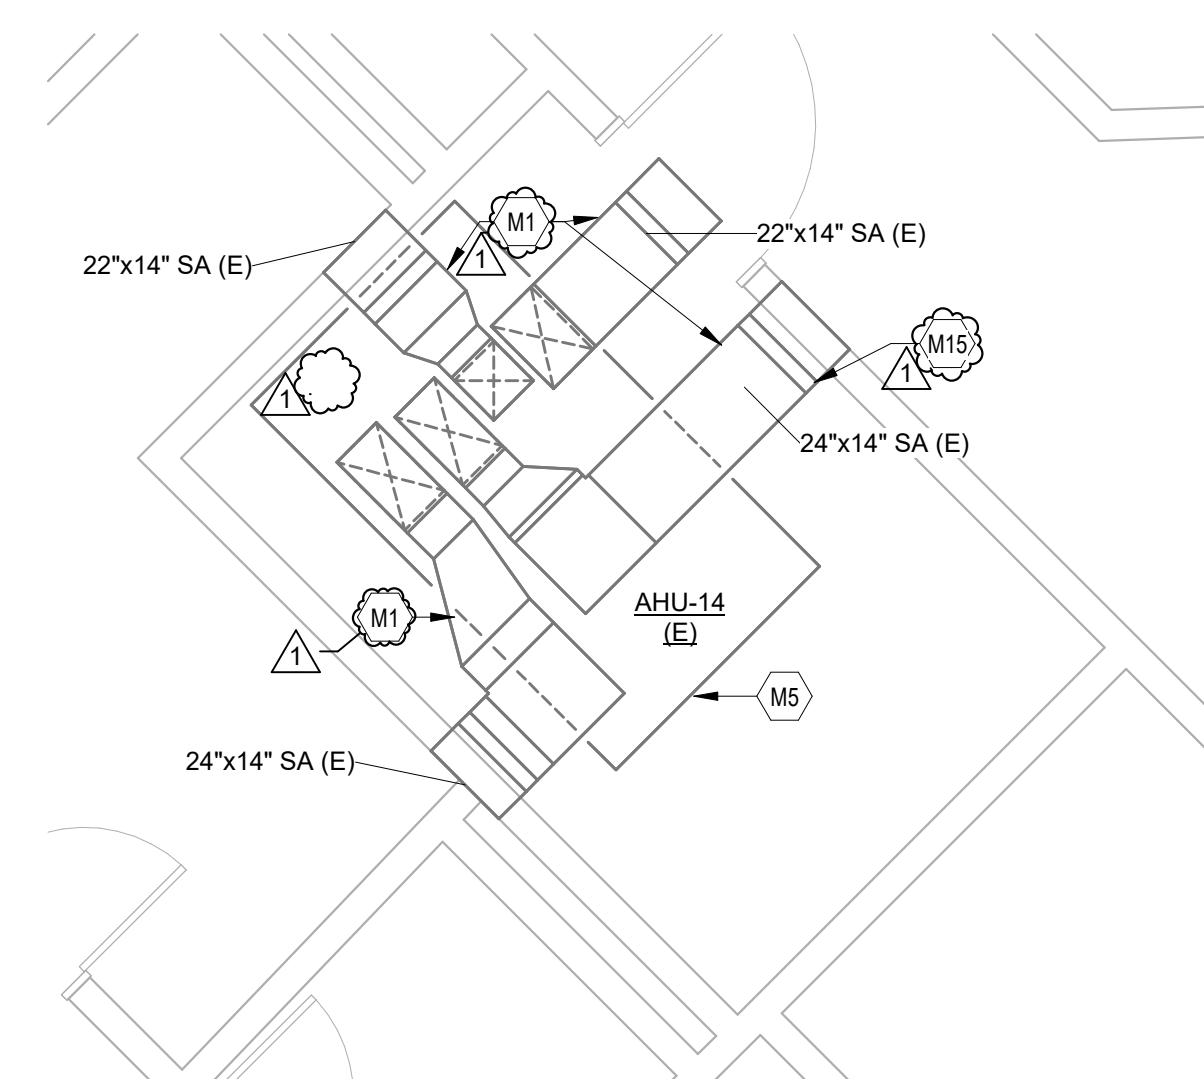 M1
22"x14" SA (E)
1
22"x14" SA (E)
M15
1
1
24"x14" SA (E)
AHU-14
(E)
M1
1
M5
24"x14" SA (E)